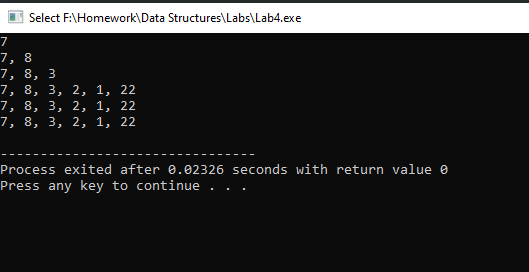 Select F:\Homework\Data Structures\Labs\Lab4.exe
7
7, 8
7, 8, 3
7, 8, 3, 2, 1, 22
7, 8, 3, 2, 1, 22
7, 8, 3, 2, 1, 22
--------------------------------
Process exited after 0.02326 seconds with return value 0
Press any key to continue . . .